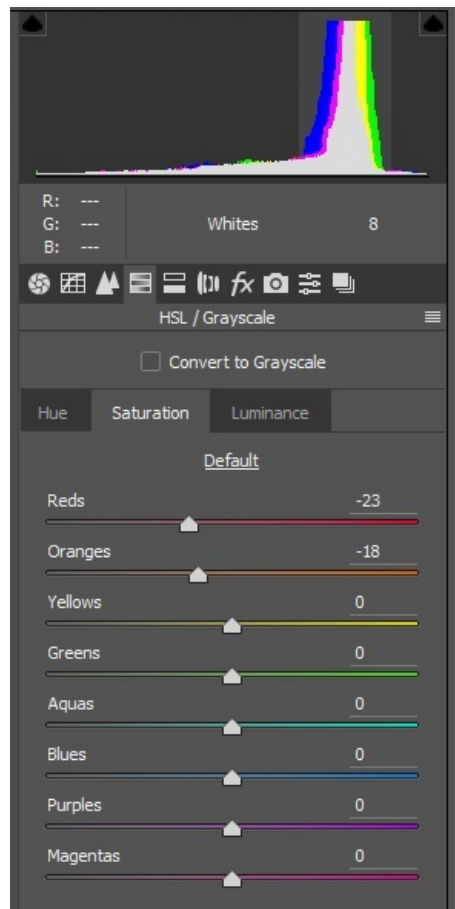 R: ---
G: --- Whites 8
B: ---
fx
HSL / Grayscale
Convert to Grayscale
Hue Saturation Luminance
Default
Reds -23
Oranges -18
Yellows 0
Greens 0
Aquas 0
Blues 0
Purples 0
Magentas 0